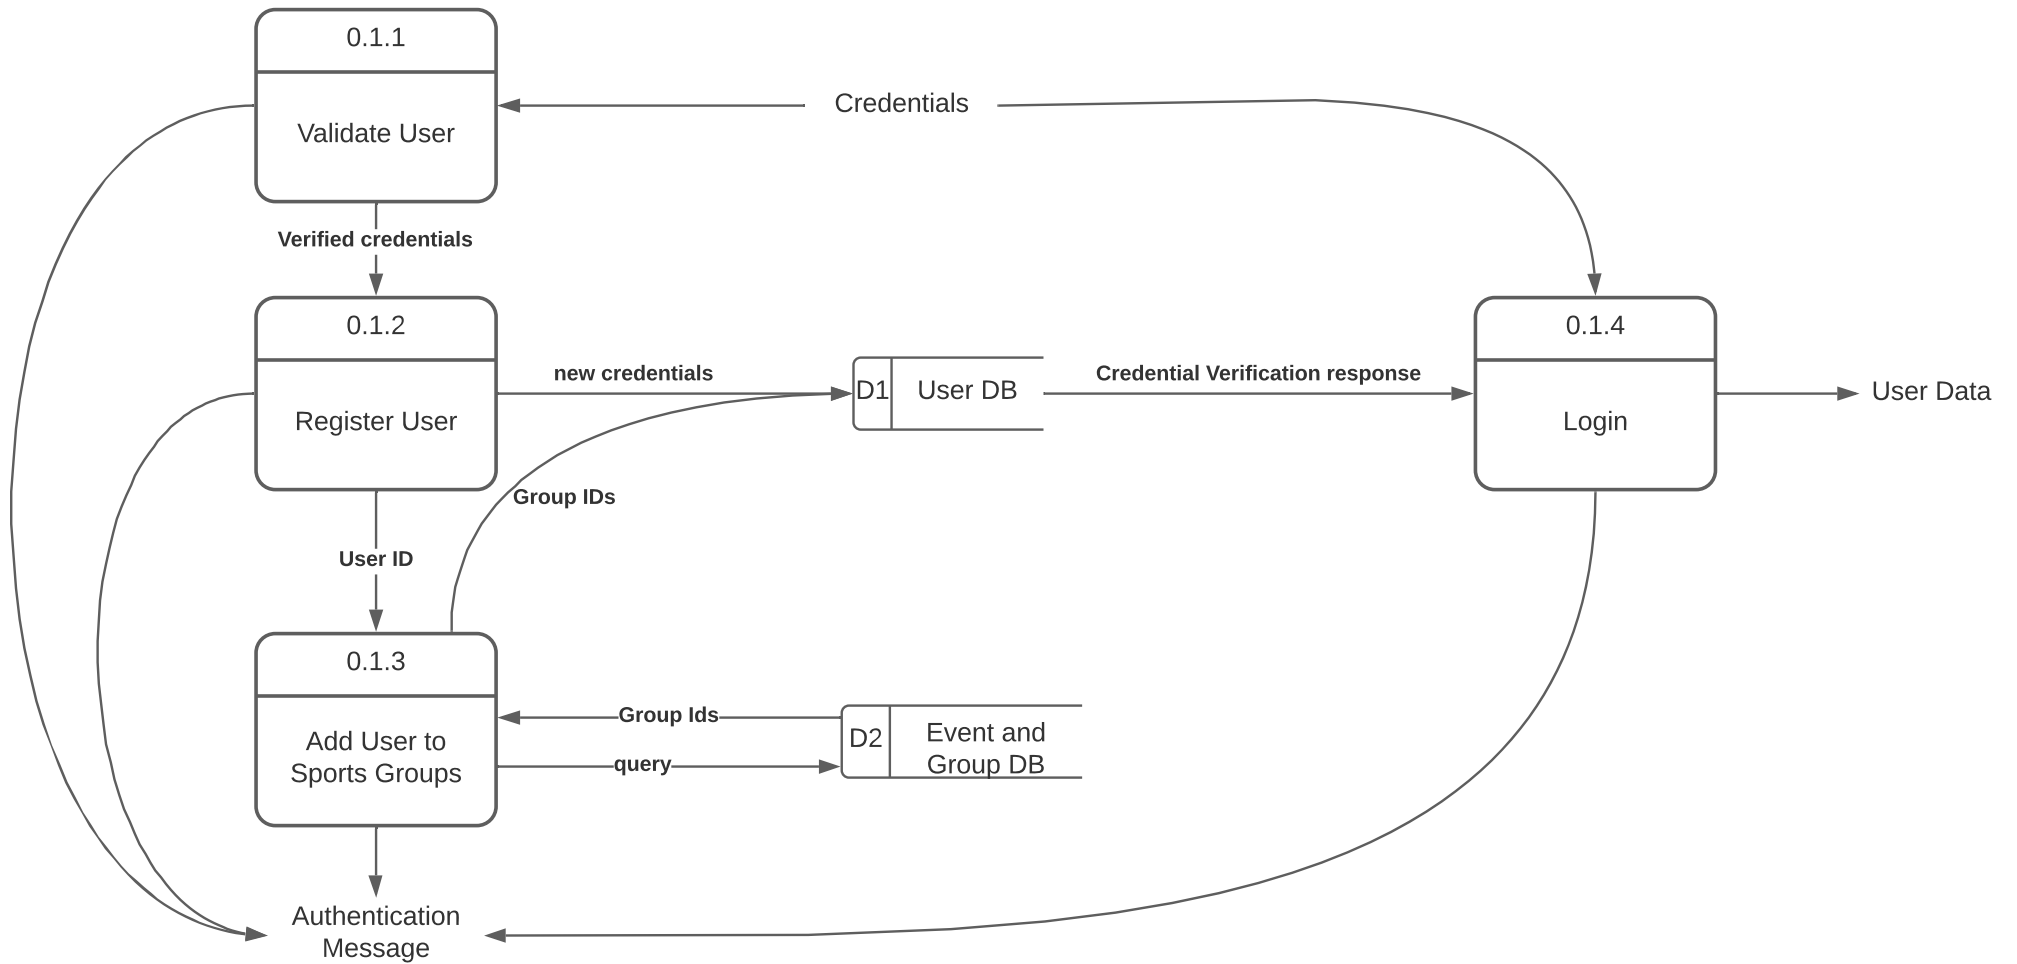 0.1.1
Validate User
Credentials
Verified credentials
0.1.2
Register User
new credentials
D1
User DB
Credential Verification response
0.1.4
Login
User Data
Group IDs
User ID
0.1.3
Add User to
Sports Groups
Group Ids
query
D2
Event and
Group DB
Authentication
Message